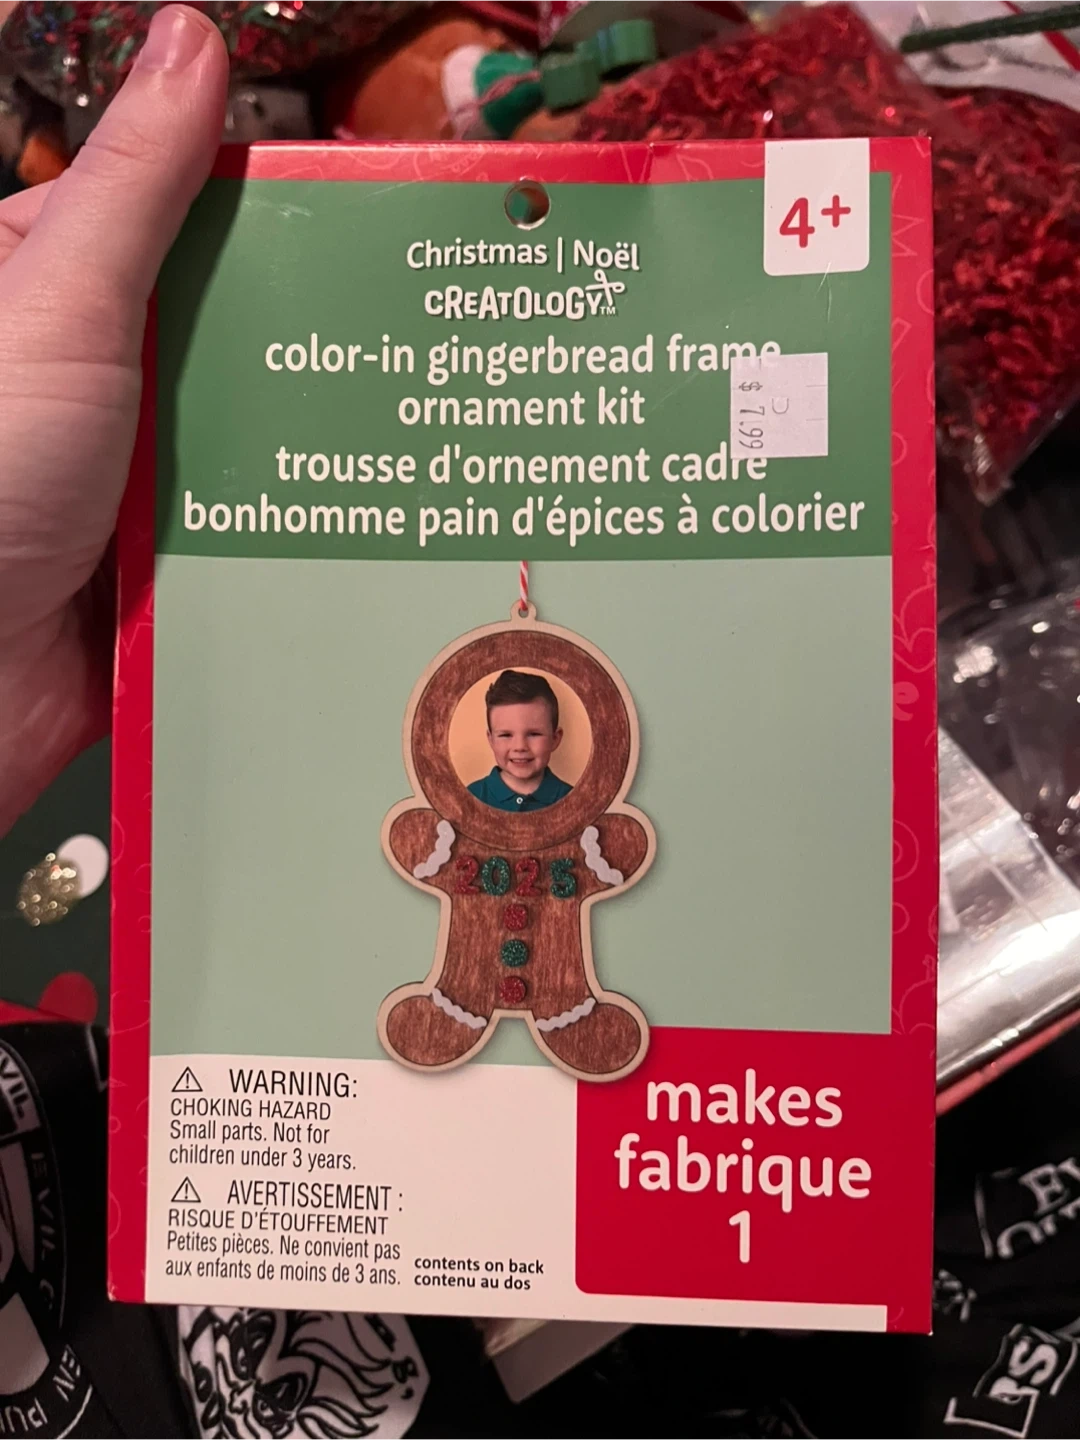 4+
Christmas | Noël
CREATOLOGY™
color-in gingerbread frame
ornament kit
$ 7.99
trousse d'ornement cadre
bonhomme pain d'épices à colorier
2025
⚠ WARNING:
CHOKING HAZARD
Small parts. Not for
children under 3 years.
⚠ AVERTISSEMENT :
RISQUE D'ÉTOUFFEMENT
Petites pièces. Ne convient pas
aux enfants de moins de 3 ans.
contents on back
contenu au dos
makes
fabrique
1
EVIL